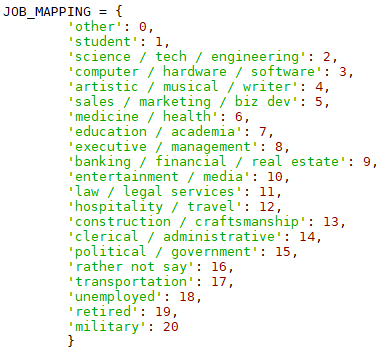 JOB_MAPPING = {
'other': 0,
'student': 1,
'science / tech / engineering': 2,
'computer / hardware / software': 3,
'artistic / musical / writer': 4,
'sales / marketing / biz dev': 5,
'medicine / health': 6,
'education / academia': 7,
'executive / management': 8,
'banking / financial / real estate': 9,
'entertainment / media': 10,
'law / legal services': 11,
'hospitality / travel': 12,
'construction / craftsmanship': 13,
'clerical / administrative': 14,
'political / government': 15,
'rather not say': 16,
'transportation': 17,
'unemployed': 18,
'retired': 19,
'military': 20
}